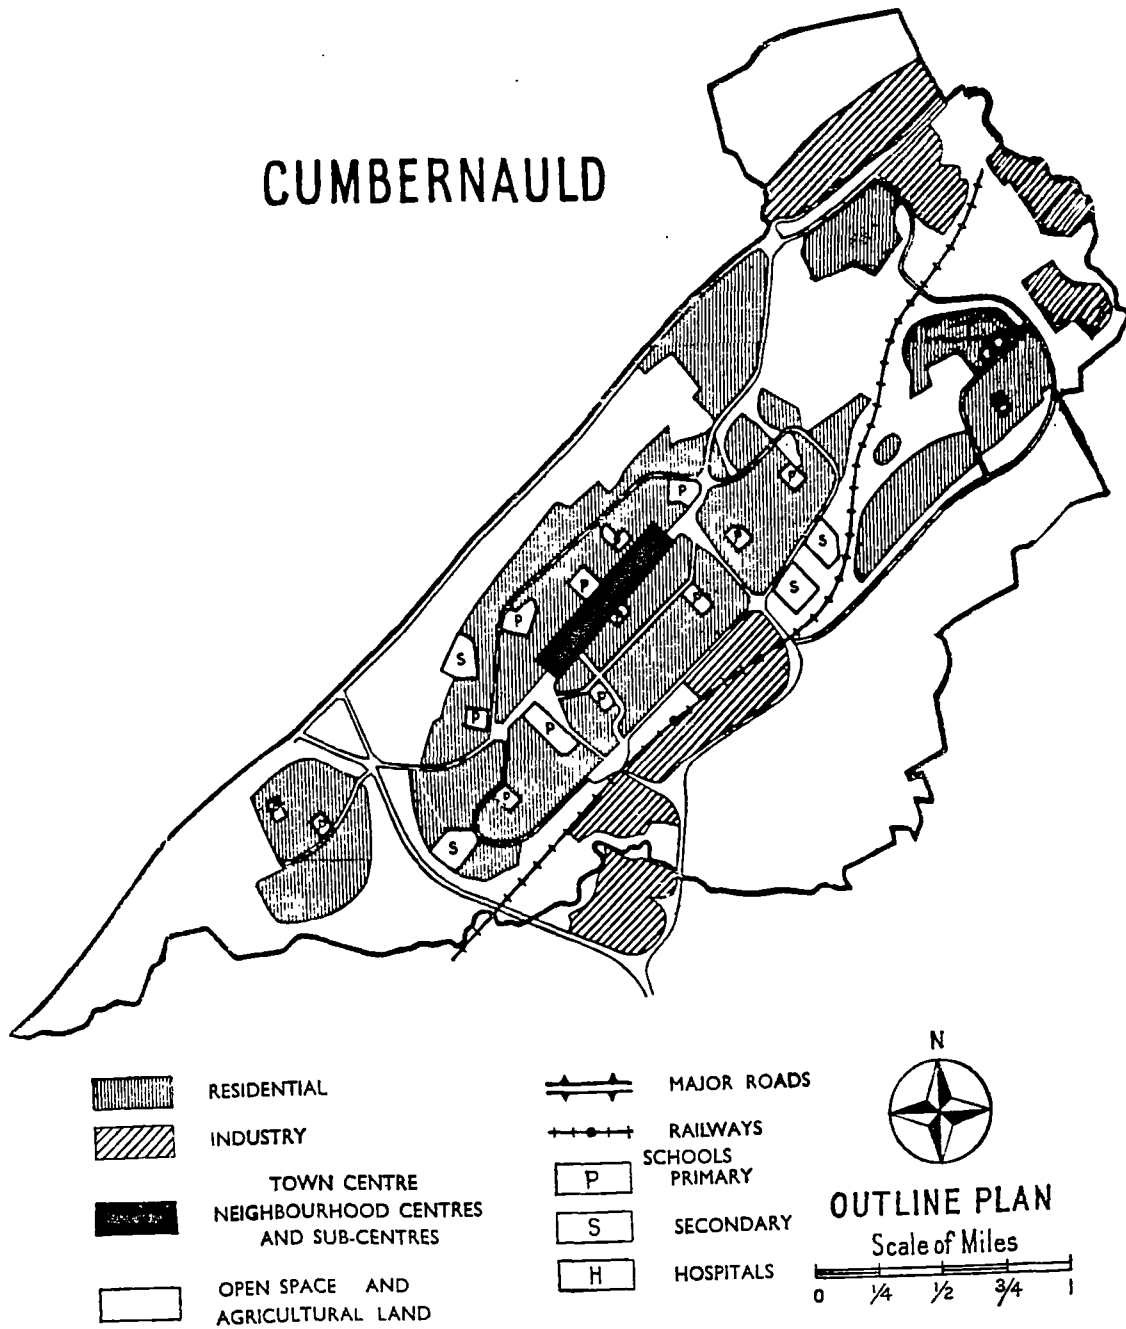 CUMBERNAULD
P
P
P
S
P
S
P
S
P
P
P
P
S
RESIDENTIAL
INDUSTRY
TOWN CENTRE
NEIGHBOURHOOD CENTRES
AND SUB-CENTRES
OPEN SPACE AND
AGRICULTURAL LAND
MAJOR ROADS
RAILWAYS
SCHOOLS
P PRIMARY
S SECONDARY
H HOSPITALS
N
OUTLINE PLAN
Scale of Miles
0 1/4 1/2 3/4 1